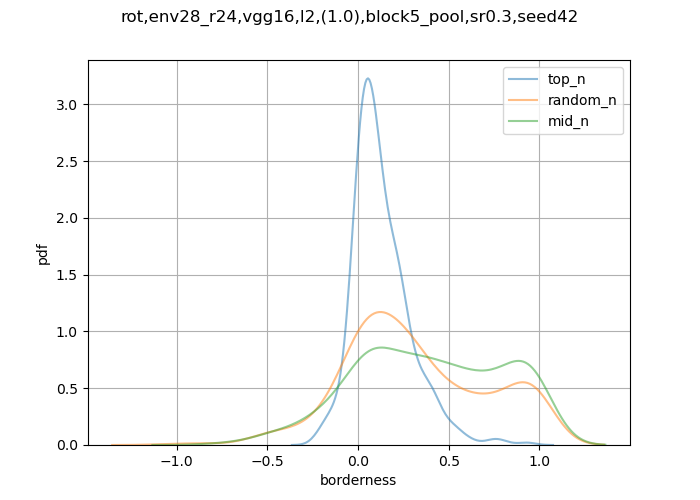 rot,env28_r24,vgg16,l2,(1.0),block5_pool,sr0.3,seed42
top_n
random_n
mid_n
3.0
2.5
2.0
1.5
1.0
0.5
0.0
pdf
−1.0 −0.5 0.0 0.5 1.0
borderness